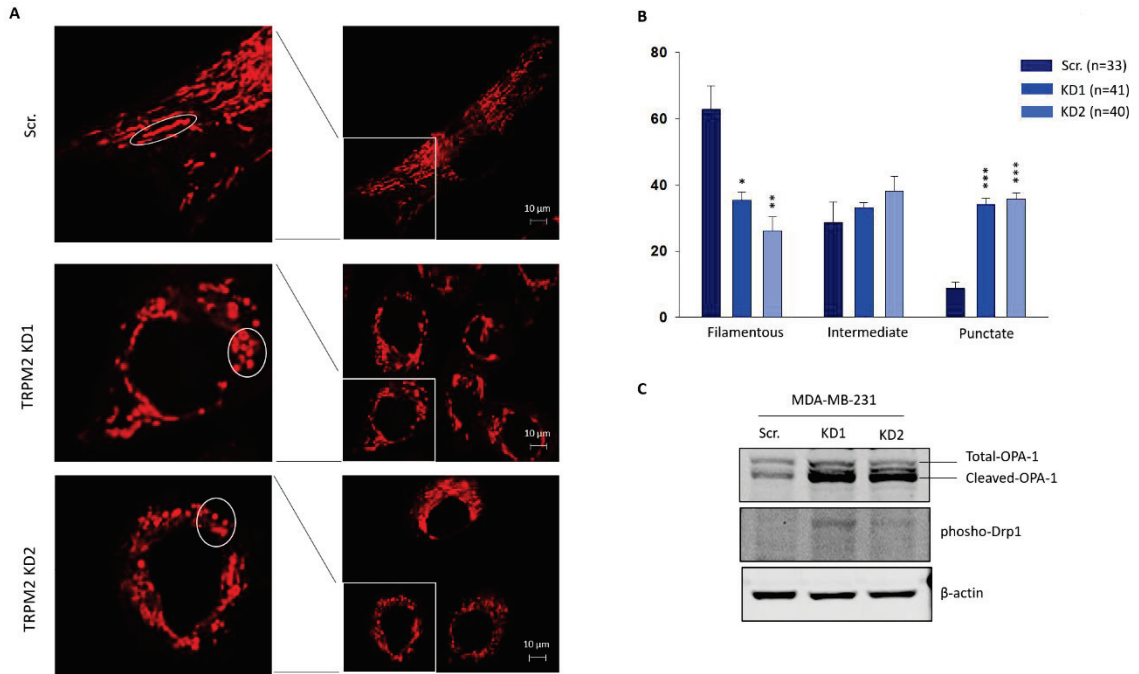 A
Scr.
10 μm
TRPM2 KD1
10 μm
TRPM2 KD2
10 μm
B
80
60
40
20
0
Scr. (n=33)
KD1 (n=41)
KD2 (n=40)
*
**
***
***
Filamentous
Intermediate
Punctate
C
MDA-MB-231
Scr.
KD1
KD2
Total-OPA-1
Cleaved-OPA-1
phosho-Drp1
β-actin